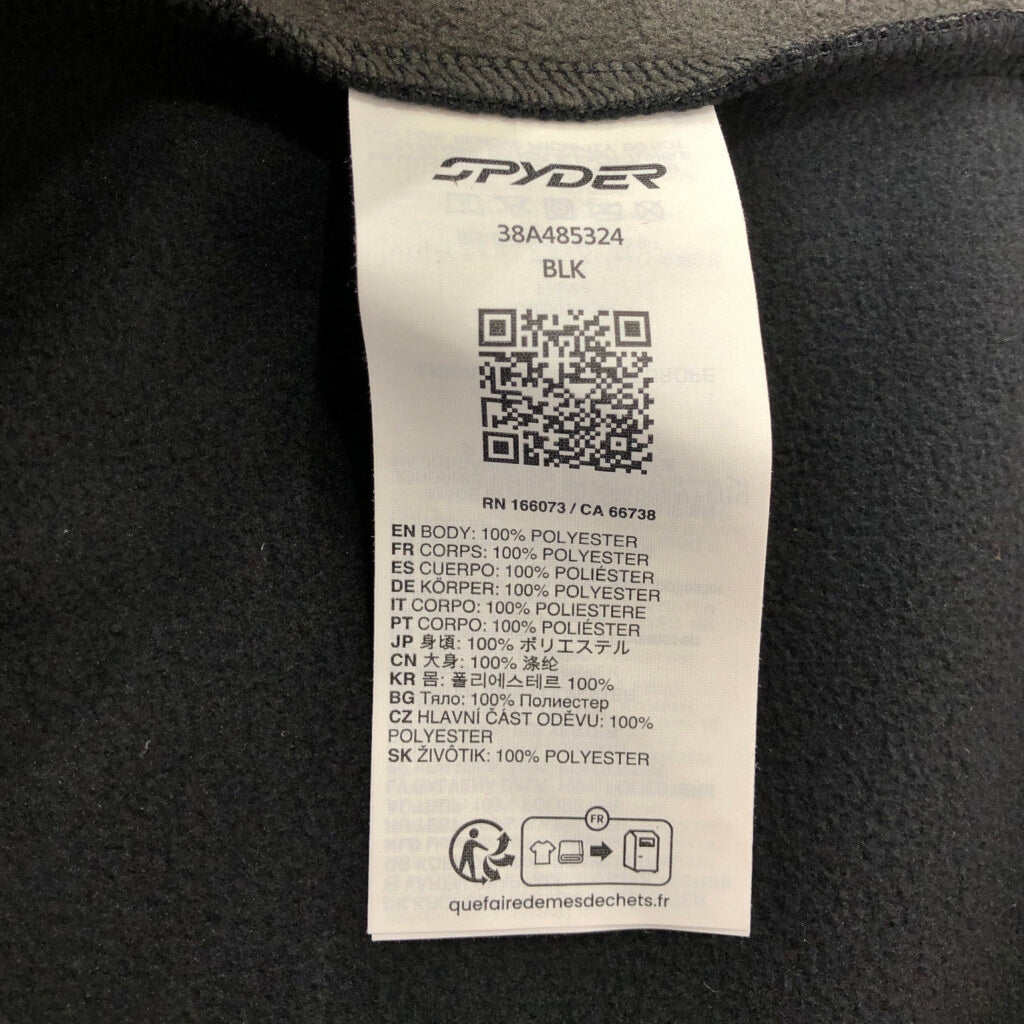 SPYDER
38A485324
BLK
RN 166073 / CA 66738
EN BODY: 100% POLYESTER
FR CORPS: 100% POLYESTER
ES CUERPO: 100% POLIÉSTER
DE KÖRPER: 100% POLYESTER
IT CORPO: 100% POLIESTERE
PT CORPO: 100% POLIÉSTER
JP 身頃: 100% ポリエステル
CN 大身: 100% 涤纶
KR 몸: 폴리에스테르 100%
BG Тяло: 100% Полиестер
CZ HLAVNÍ ČÁST ODĚVU: 100%
POLYESTER
SK ŽIVÔTIK: 100% POLYESTER
FR
quefairedemesdechets.fr